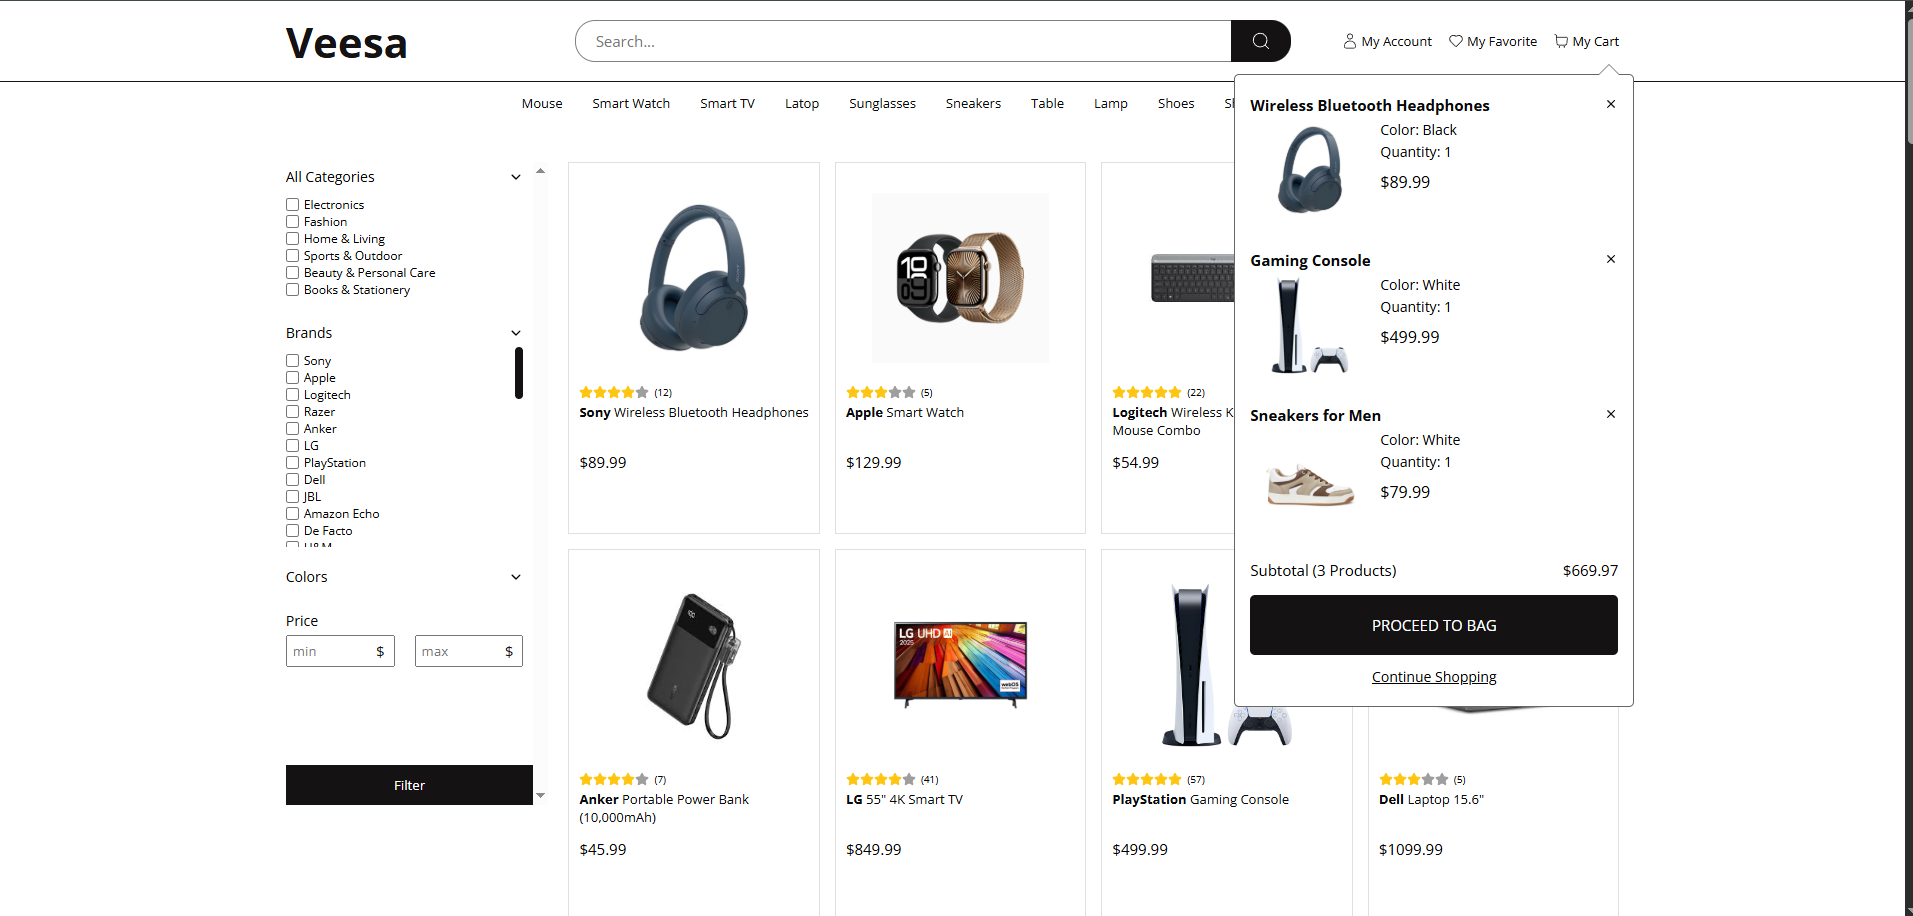 Veesa
Search...
My Account
My Favorite
My Cart
Mouse
Smart Watch
Smart TV
Latop
Sunglasses
Sneakers
Table
Lamp
Shoes
All Categories
Electronics
Fashion
Home & Living
Sports & Outdoor
Beauty & Personal Care
Books & Stationery
Brands
Sony
Apple
Logitech
Razer
Anker
LG
PlayStation
Dell
JBL
Amazon Echo
De Facto
H&M
Colors
Price
min $
max $
Filter
(12)
Sony Wireless Bluetooth Headphones
$89.99
10
(5)
Apple Smart Watch
$129.99
(22)
Logitech Wireless K
Mouse Combo
$54.99
(7)
Anker Portable Power Bank
(10,000mAh)
$45.99
LG UHD AI
2025
webOS
(41)
LG 55" 4K Smart TV
$849.99
(57)
PlayStation Gaming Console
$499.99
(5)
Dell Laptop 15.6"
$1099.99
Wireless Bluetooth Headphones
Color: Black
Quantity: 1
$89.99
Gaming Console
Color: White
Quantity: 1
$499.99
Sneakers for Men
Color: White
Quantity: 1
$79.99
Subtotal (3 Products) $669.97
PROCEED TO BAG
Continue Shopping